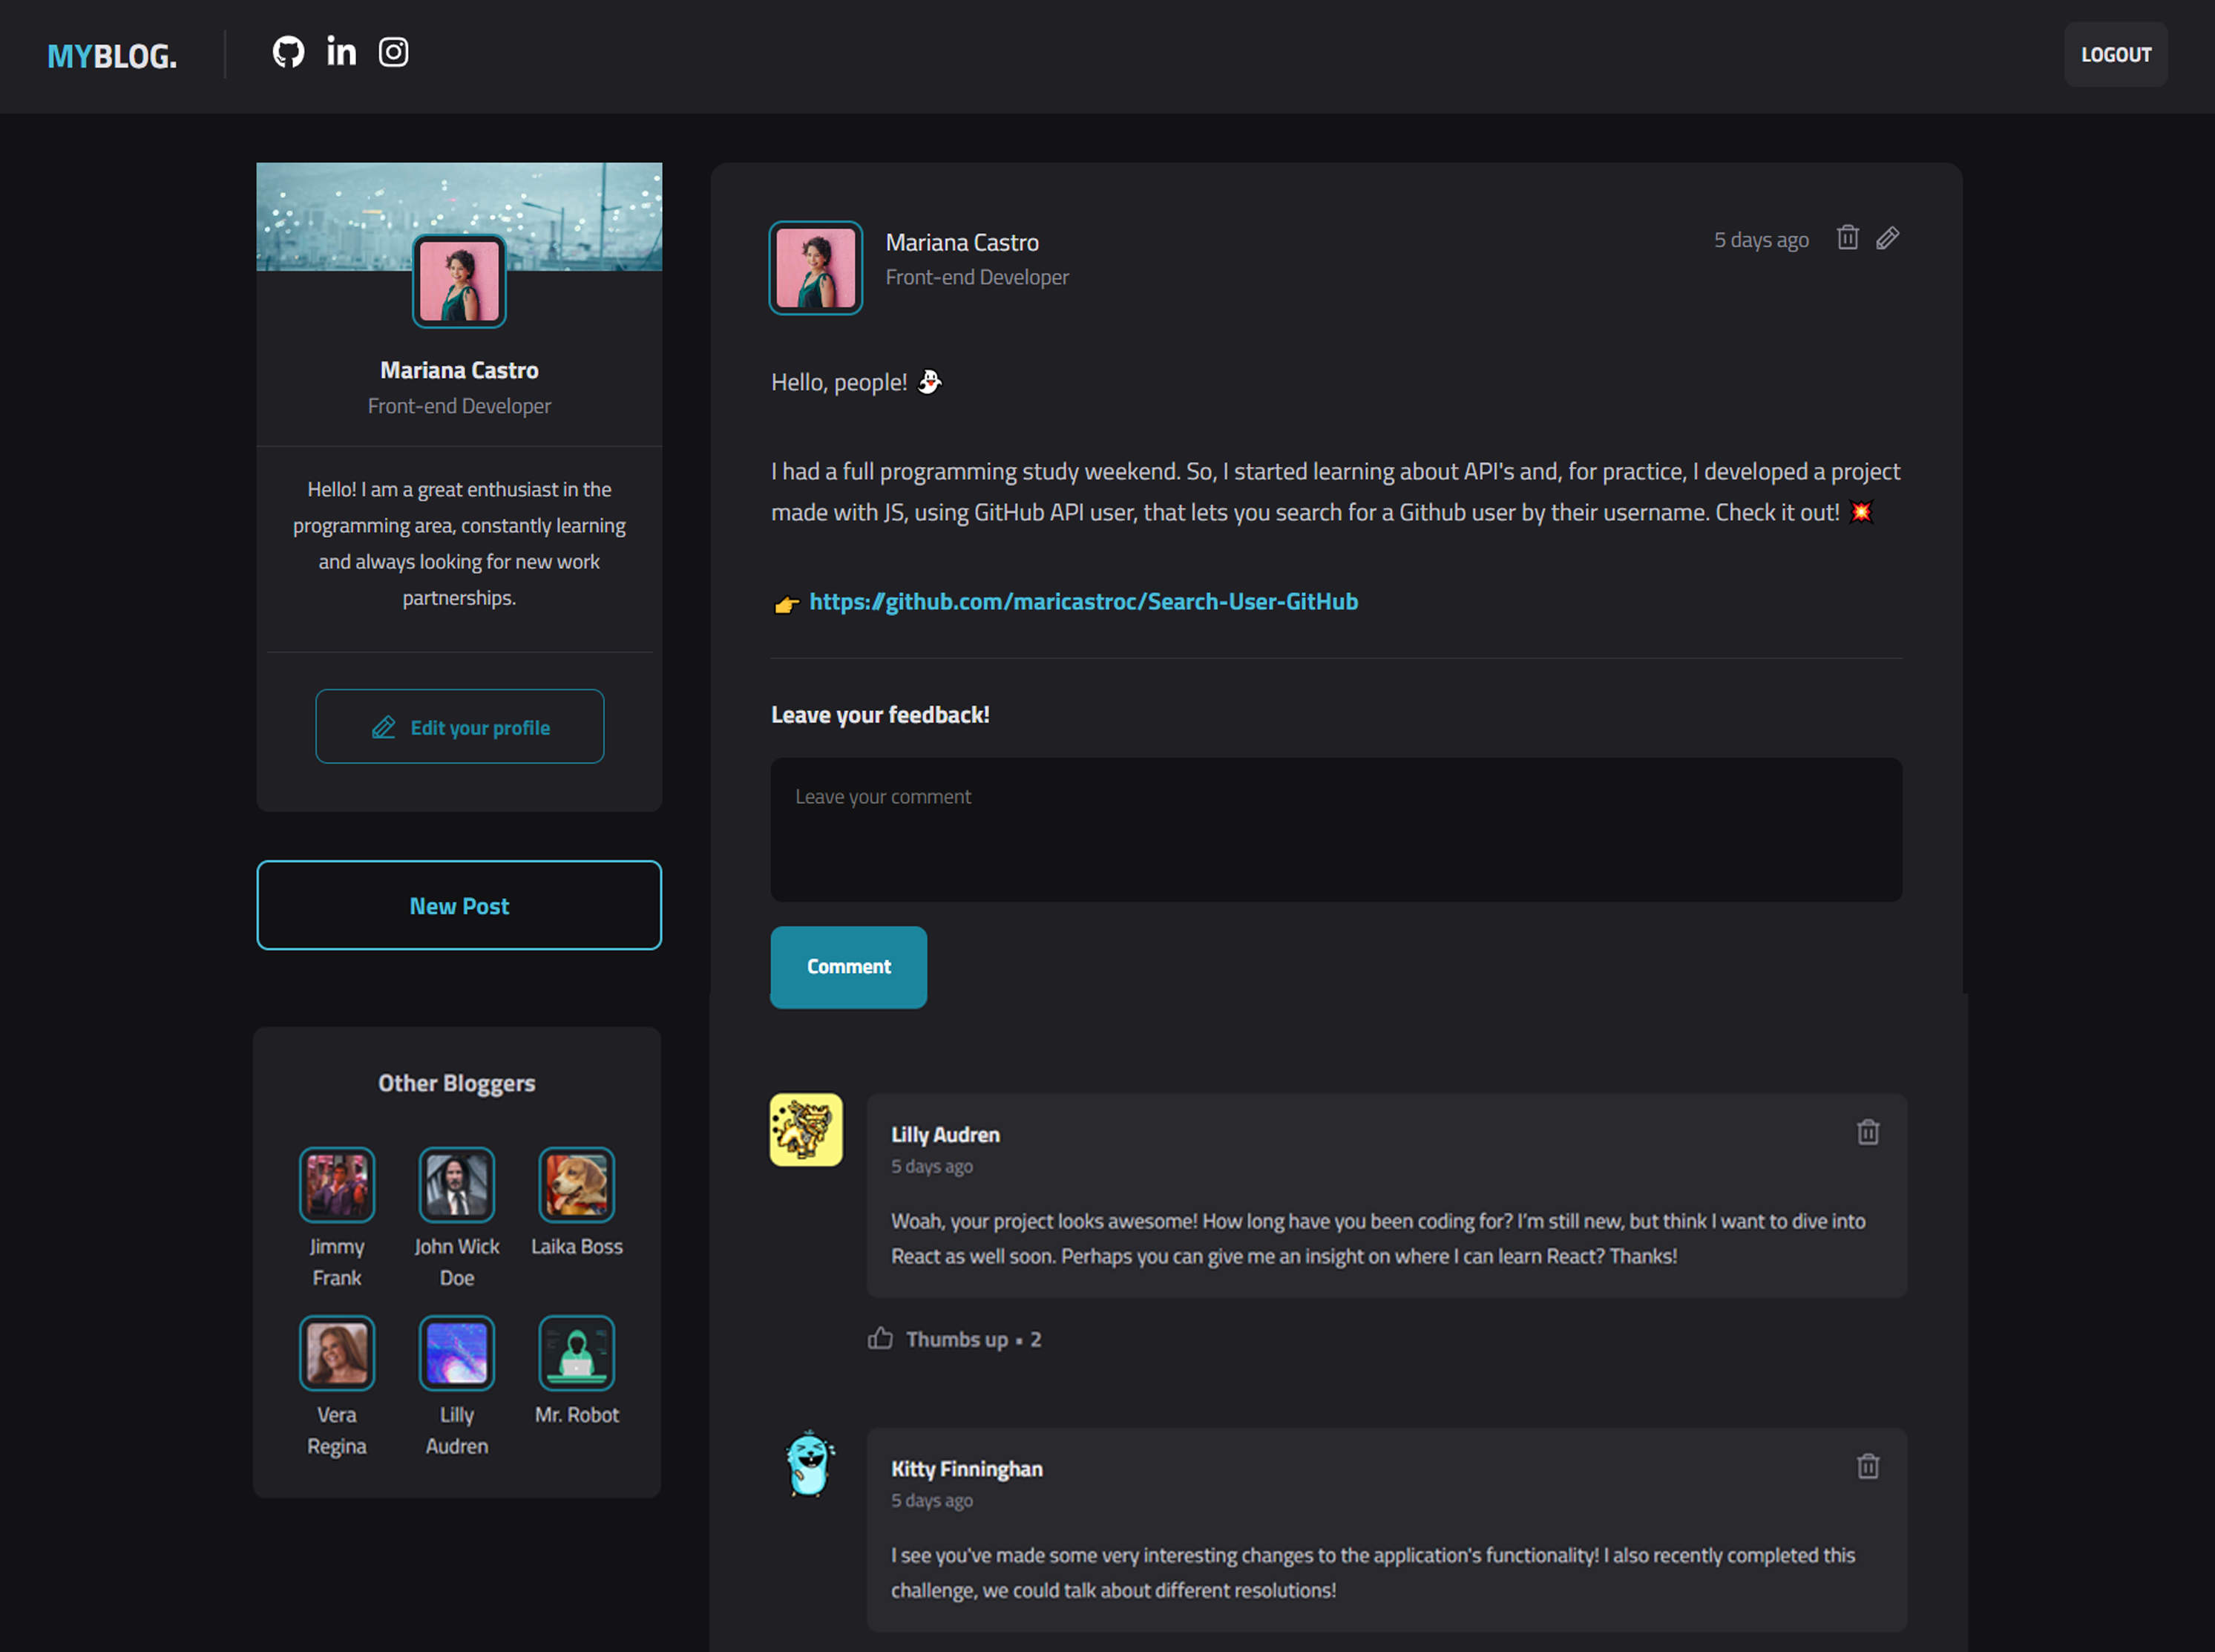 MYBLOG.
LOGOUT
Mariana Castro
Front-end Developer
Hello! I am a great enthusiast in the
programming area, constantly learning
and always looking for new work
partnerships.
Edit your profile
New Post
Other Bloggers
Jimmy
Frank
John Wick
Doe
Laika Boss
Vera
Regina
Lilly
Audren
Mr. Robot
Mariana Castro
Front-end Developer
5 days ago
Hello, people! 👻
I had a full programming study weekend. So, I started learning about API's and, for practice, I developed a project
made with JS, using GitHub API user, that lets you search for a Github user by their username. Check it out! 💥
👉 https://github.com/maricastroc/Search-User-GitHub
Leave your feedback!
Leave your comment
Comment
Lilly Audren
5 days ago
Woah, your project looks awesome! How long have you been coding for? I’m still new, but think I want to dive into
React as well soon. Perhaps you can give me an insight on where I can learn React? Thanks!
Thumbs up • 2
Kitty Finninghan
5 days ago
I see you've made some very interesting changes to the application's functionality! I also recently completed this
challenge, we could talk about different resolutions!